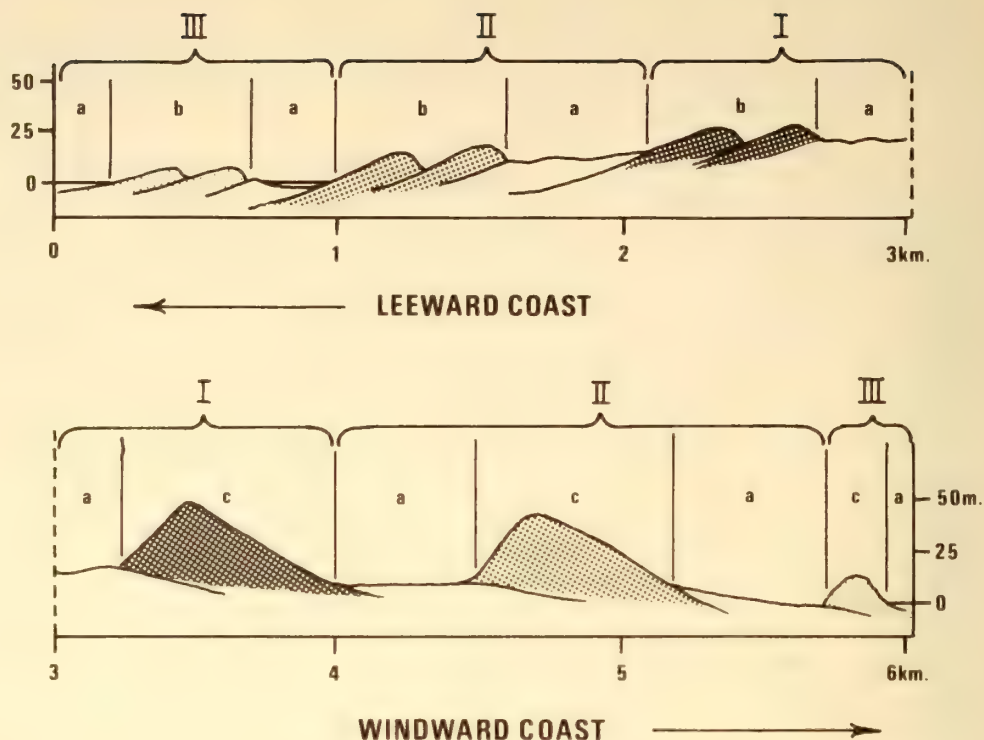 III II I
a b a b a b a
50
25
0
0 1 2 3km.
LEEWARD COAST
I II III
a c a c a c a
50m.
25
0
3 4 5 6km.
WINDWARD COAST